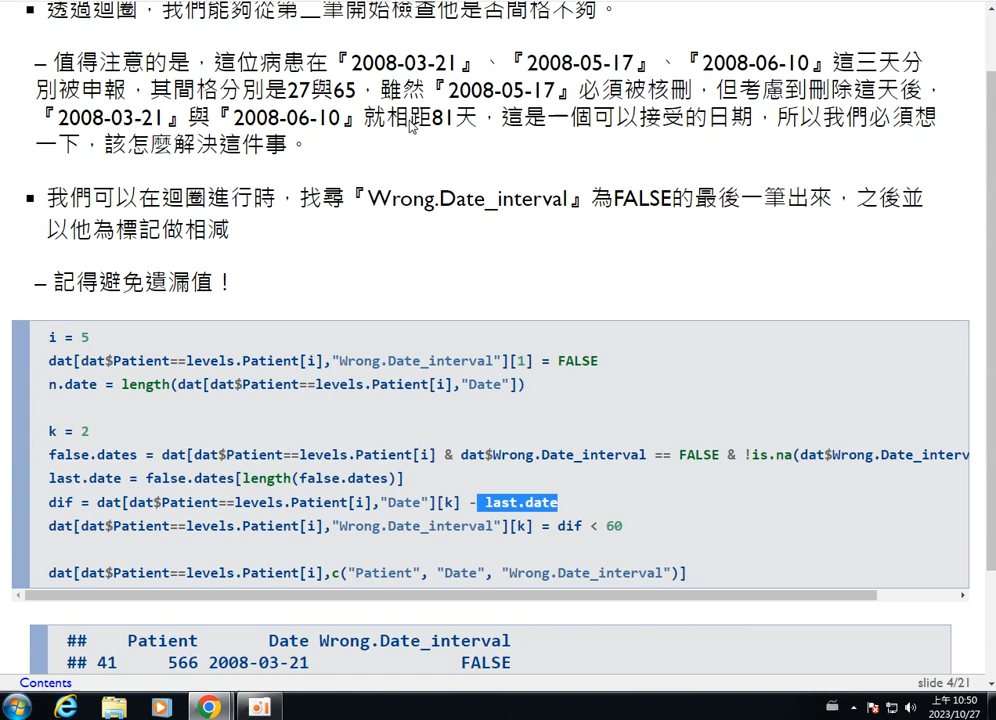 ▪ 透過迴圈，我們能夠從第二筆開始檢查他是否間格不夠。
– 值得注意的是，這位病患在『2008-03-21』、『2008-05-17』、『2008-06-10』這三天分
別被申報，其間格分別是27與65，雖然『2008-05-17』必須被核刪，但考慮到刪除這天後，
『2008-03-21』與『2008-06-10』就相距81天，這是一個可以接受的日期，所以我們必須想
一下，該怎麼解決這件事。
▪ 我們可以在迴圈進行時，找尋『Wrong.Date_interval』為FALSE的最後一筆出來，之後並
以他為標記做相減
– 記得避免遺漏值！
i = 5
dat[dat$Patient==levels.Patient[i],"Wrong.Date_interval"][1] = FALSE
n.date = length(dat[dat$Patient==levels.Patient[i],"Date"])
k = 2
false.dates = dat[dat$Patient==levels.Patient[i] & dat$Wrong.Date_interval == FALSE & !is.na(dat$Wrong.Date_interv
last.date = false.dates[length(false.dates)]
dif = dat[dat$Patient==levels.Patient[i],"Date"][k] - last.date
dat[dat$Patient==levels.Patient[i],"Wrong.Date_interval"][k] = dif < 60
dat[dat$Patient==levels.Patient[i],c("Patient", "Date", "Wrong.Date_interval")]
## Patient Date Wrong.Date_interval
## 41 566 2008-03-21 FALSE
Contents
slide 4/21
上午 10:50
2023/10/27